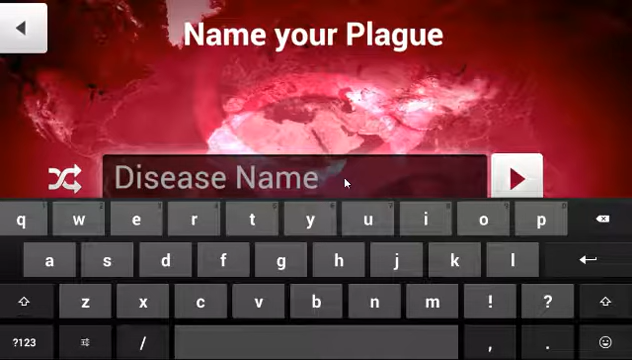 Name your Plague
Disease Name
q w e r t y u i o p
a s d f g h j k l
z x c v b n m ! ?
?123 / , .